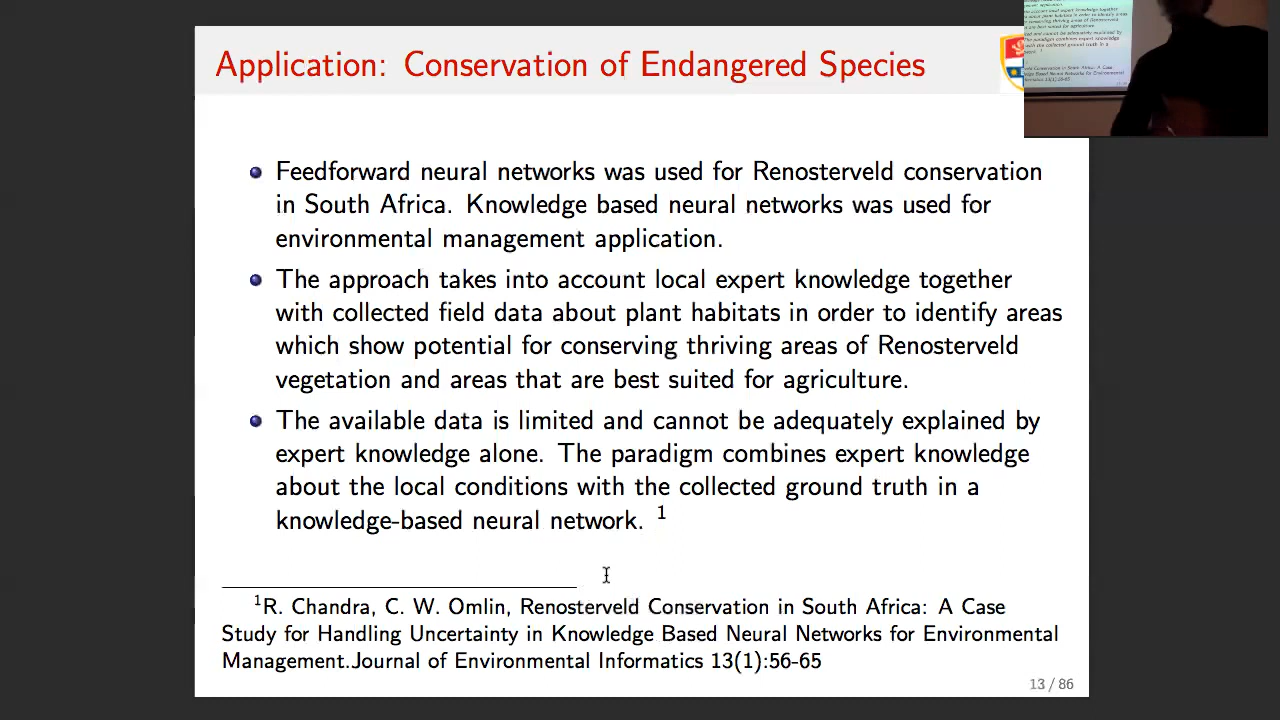 Application: Conservation of Endangered Species
Feedforward neural networks was used for Renosterveld conservation
in South Africa. Knowledge based neural networks was used for
environmental management application.
The approach takes into account local expert knowledge together
with collected field data about plant habitats in order to identify areas
which show potential for conserving thriving areas of Renosterveld
vegetation and areas that are best suited for agriculture.
The available data is limited and cannot be adequately explained by
expert knowledge alone. The paradigm combines expert knowledge
about the local conditions with the collected ground truth in a
knowledge-based neural network. 1
1R. Chandra, C. W. Omlin, Renosterveld Conservation in South Africa: A Case
Study for Handling Uncertainty in Knowledge Based Neural Networks for Environmental
Management.Journal of Environmental Informatics 13(1):56-65
13 / 86